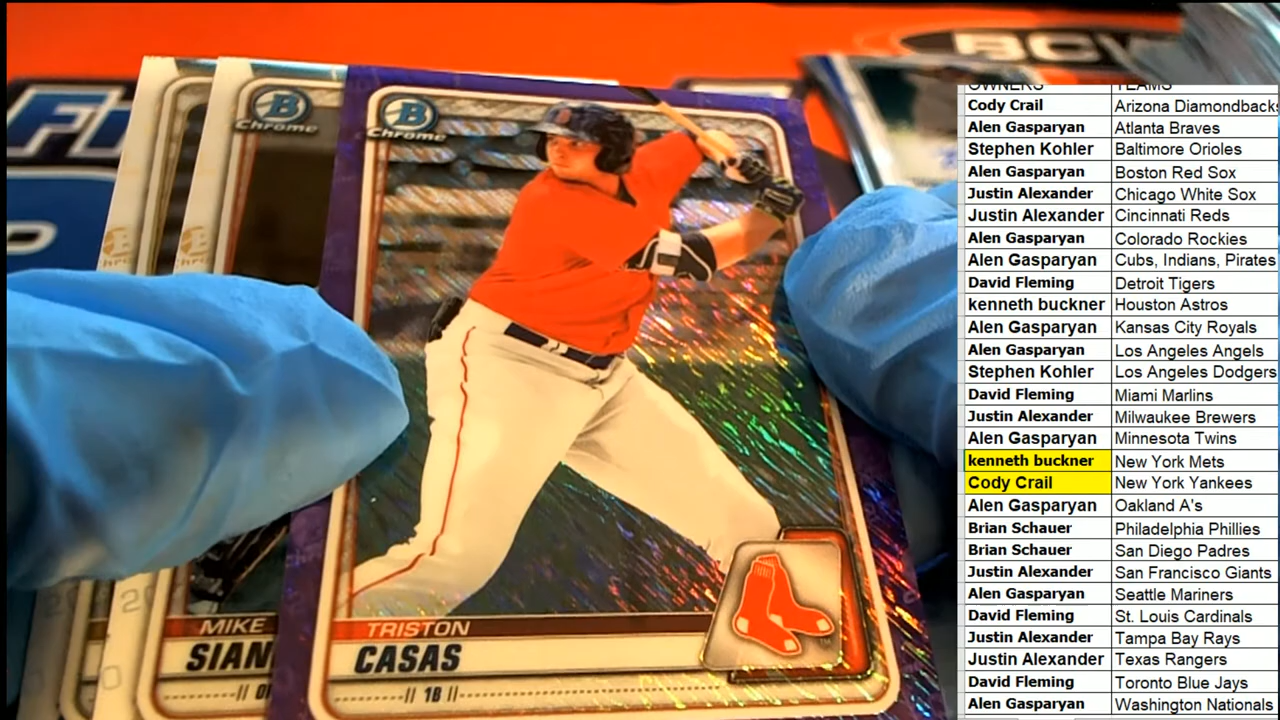 BCW
Fr
P
B
Chrome
B
Chrome
MIKE
SIAN
TRISTON
CASAS
// 1B //
OWNERS TEAMS
Cody Crail Arizona Diamondback
Alen Gasparyan Atlanta Braves
Stephen Kohler Baltimore Orioles
Alen Gasparyan Boston Red Sox
Justin Alexander Chicago White Sox
Justin Alexander Cincinnati Reds
Alen Gasparyan Colorado Rockies
Alen Gasparyan Cubs, Indians, Pirates
David Fleming Detroit Tigers
kenneth buckner Houston Astros
Alen Gasparyan Kansas City Royals
Alen Gasparyan Los Angeles Angels
Stephen Kohler Los Angeles Dodgers
David Fleming Miami Marlins
Justin Alexander Milwaukee Brewers
Alen Gasparyan Minnesota Twins
kenneth buckner New York Mets
Cody Crail New York Yankees
Alen Gasparyan Oakland A's
Brian Schauer Philadelphia Phillies
Brian Schauer San Diego Padres
Justin Alexander San Francisco Giants
Alen Gasparyan Seattle Mariners
David Fleming St. Louis Cardinals
Justin Alexander Tampa Bay Rays
Justin Alexander Texas Rangers
David Fleming Toronto Blue Jays
Alen Gasparyan Washington Nationals